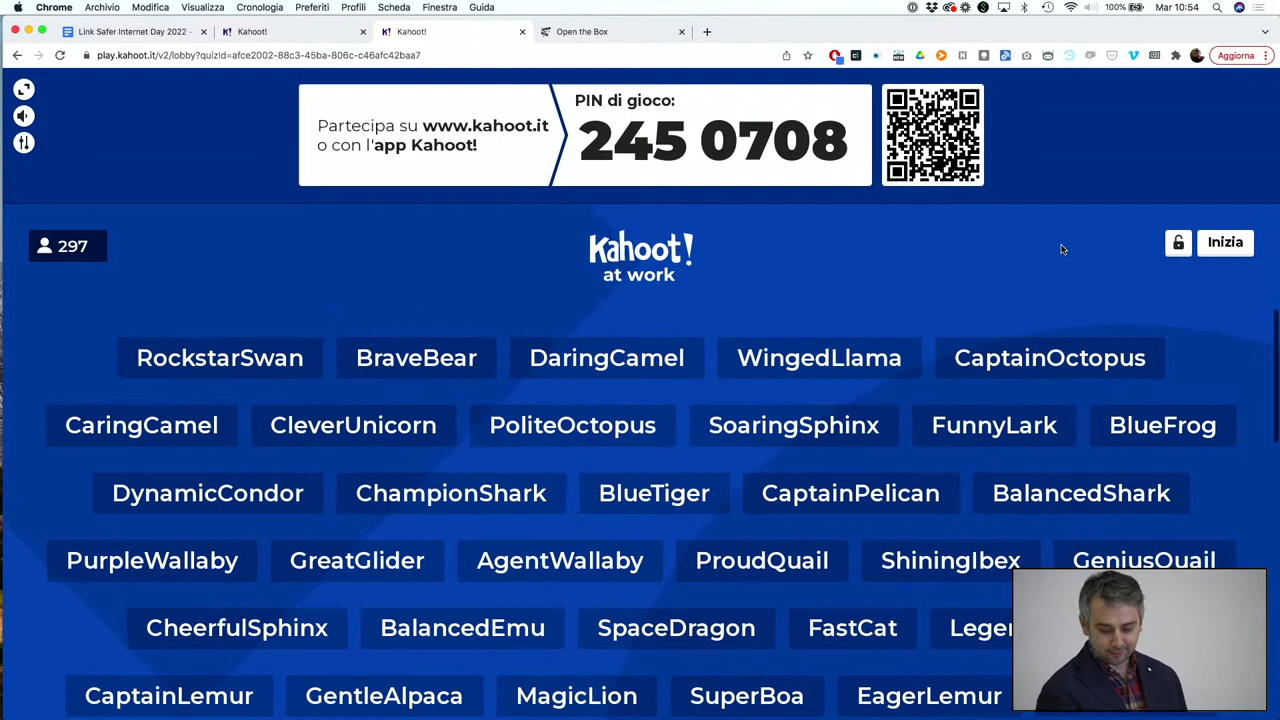 Chrome Archivio Modifica Visualizza Cronologia Preferiti Profili Scheda Finestra Guida 100% Mar 10:54
Link Safer Internet Day 2022 - Kahoot! Kahoot! Open the Box
play.kahoot.it/v2/lobby?quizId=afce2002-88c3-45ba-806c-c46afc42baa7 Aggiorna
Partecipa su www.kahoot.it
o con l'app Kahoot!
PIN di gioco:
245 0708
297
Kahoot!
at work
Inizia
RockstarSwan BraveBear DaringCamel WingedLlama CaptainOctopus
CaringCamel CleverUnicorn PoliteOctopus SoaringSphinx FunnyLark BlueFrog
DynamicCondor ChampionShark BlueTiger CaptainPelican BalancedShark
PurpleWallaby GreatGlider AgentWallaby ProudQuail ShiningIbex GeniusQuail
CheerfulSphinx BalancedEmu SpaceDragon FastCat Leger
CaptainLemur GentleAlpaca MagicLion SuperBoa EagerLemur